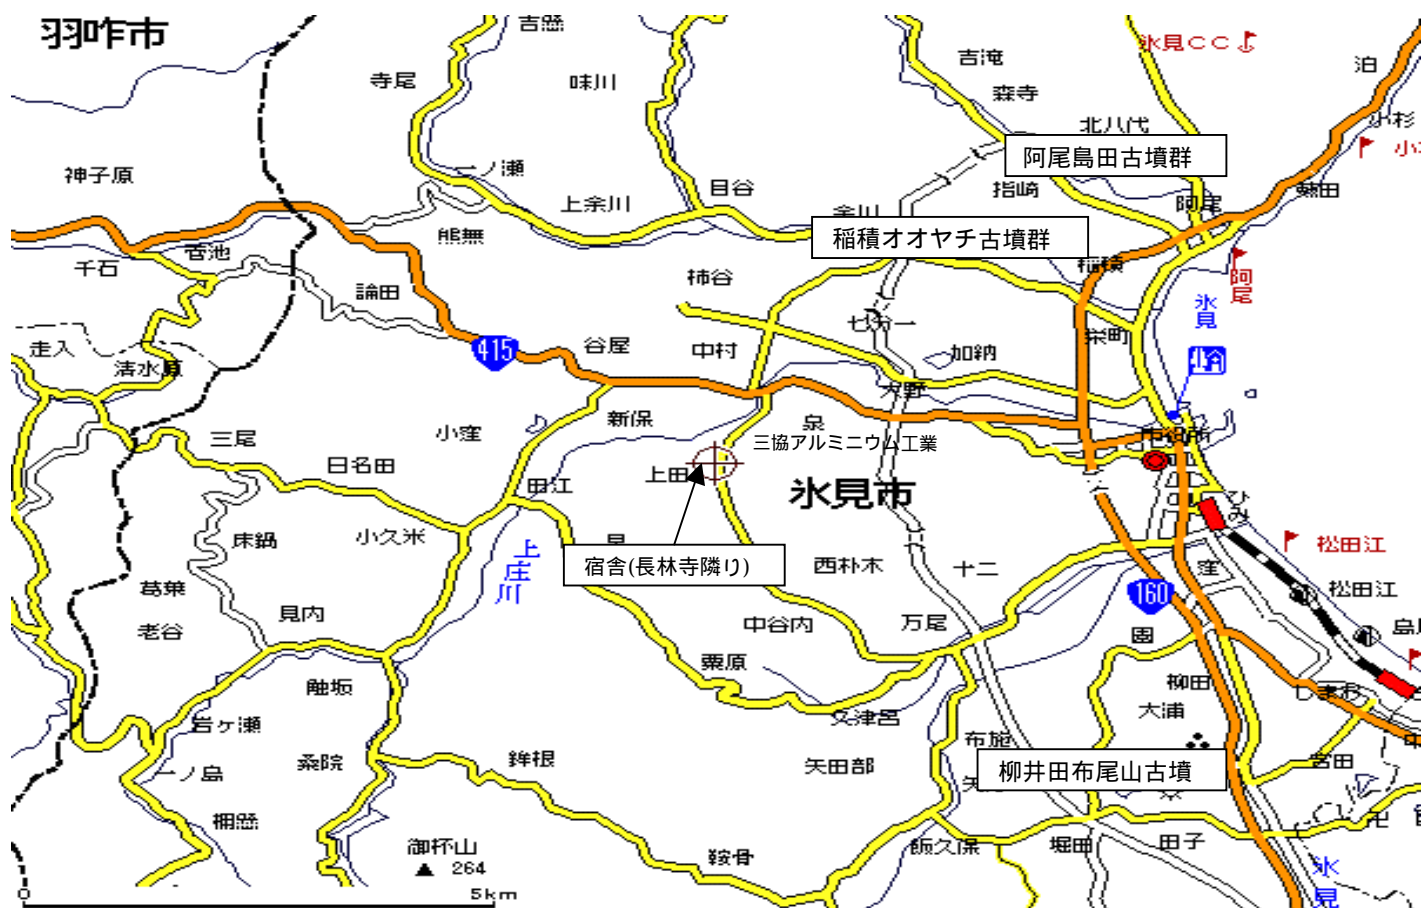 羽咋市
吉懸
氷見CC
吉滝
泊
寺尾
味川
森寺
北八代
小杉
阿尾島田古墳群
神子原
一ノ瀬
目谷
指崎
上余川
余川
阿尾
熊無
稲積オオヤチ古墳群
菅池
千石
柿谷
稲積
阿尾
論田
氷見
七分一
走入
415
谷屋
中村
加納
栄町
清水原
大野
新保
泉
三尾
小窪
三協アルミニウム工業
市役所
日名田
上田
田江
氷見市
ひみ
床鍋
小久米
上庄川
松田江
宿舎(長林寺隣り)
西朴木
十二
窪
葛葉
160
松田江
見内
老谷
中谷内
万尾
園
島尾
粟原
触坂
柳田
しまお
岩ヶ瀬
大浦
久津呂
布施
一ノ島
桑院
鉾根
矢田部
柳井田布尾山古墳
宮田
棚懸
御杯山
264
鞍骨
飯久保
堀田
田子
氷見
0
5km